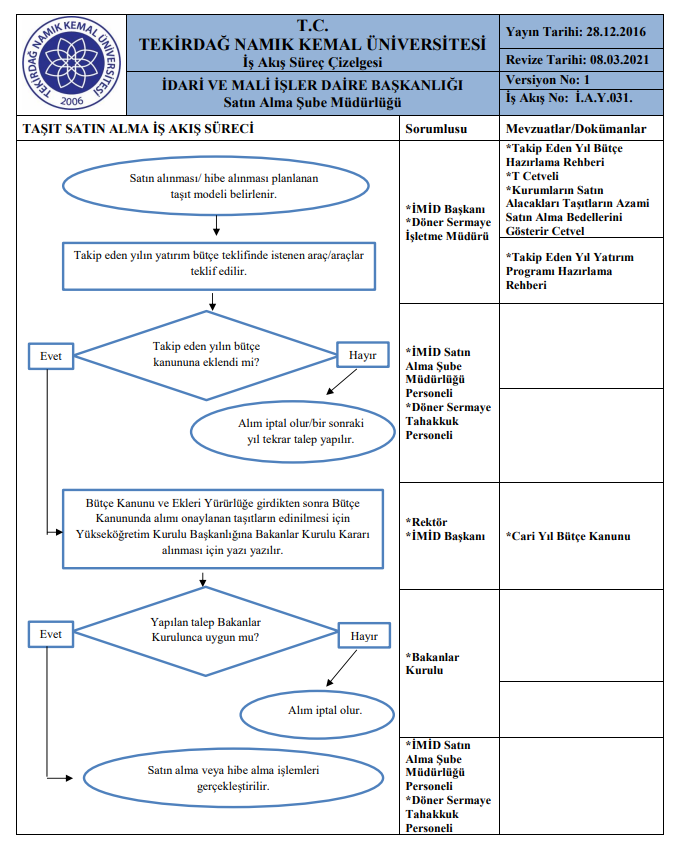 TEKİRDAĞ NAMIK KEMAL ÜNİVERSİTESİ
2006
T.C.
TEKİRDAĞ NAMIK KEMAL ÜNİVERSİTESİ
İş Akış Süreç Çizelgesi
İDARİ VE MALİ İŞLER DAİRE BAŞKANLIĞI
Satın Alma Şube Müdürlüğü
Yayın Tarihi: 28.12.2016
Revize Tarihi: 08.03.2021
Versiyon No: 1
İş Akış No: İ.A.Y.031.
TAŞIT SATIN ALMA İŞ AKIŞ SÜRECİ
Sorumlusu
Mevzuatlar/Dokümanlar
Satın alınması/ hibe alınması planlanan
taşıt modeli belirlenir.
Takip eden yılın yatırım bütçe teklifinde istenen araç/araçlar
teklif edilir.
*İMİD Başkanı
*Döner Sermaye
İşletme Müdürü
*Takip Eden Yıl Bütçe
Hazırlama Rehberi
*T Cetveli
*Kurumların Satın
Alacakları Taşıtların Azami
Satın Alma Bedellerini
Gösterir Cetvel
*Takip Eden Yıl Yatırım
Programı Hazırlama
Rehberi
Evet
Takip eden yılın bütçe
kanununa eklendi mi?
Hayır
Alım iptal olur/bir sonraki
yıl tekrar talep yapılır.
*İMİD Satın
Alma Şube
Müdürlüğü
Personeli
*Döner Sermaye
Tahakkuk
Personeli
Bütçe Kanunu ve Ekleri Yürürlüğe girdikten sonra Bütçe
Kanununda alımı onaylanan taşıtların edinilmesi için
Yükseköğretim Kurulu Başkanlığına Bakanlar Kurulu Kararı
alınması için yazı yazılır.
*Rektör
*İMİD Başkanı
*Cari Yıl Bütçe Kanunu
Evet
Yapılan talep Bakanlar
Kurulunca uygun mu?
Hayır
Alım iptal olur.
*Bakanlar
Kurulu
Satın alma veya hibe alma işlemleri
gerçekleştirilir.
*İMİD Satın
Alma Şube
Müdürlüğü
Personeli
*Döner Sermaye
Tahakkuk
Personeli